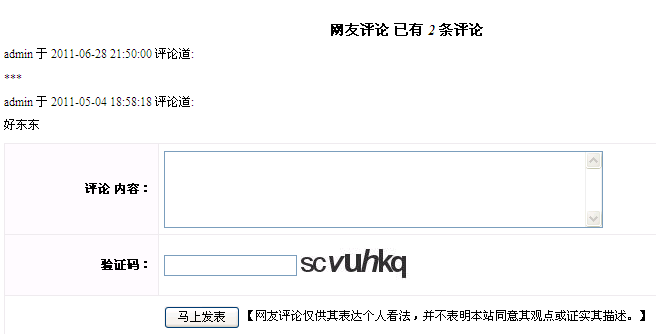 网友评论 已有 2 条评论
admin 于 2011-06-28 21:50:00 评论道:
***
admin 于 2011-05-04 18:58:18 评论道:
好东东
评论 内容：
验证码： scvuhkq
马上发表 【网友评论仅供其表达个人看法，并不表明本站同意其观点或证实其描述。】